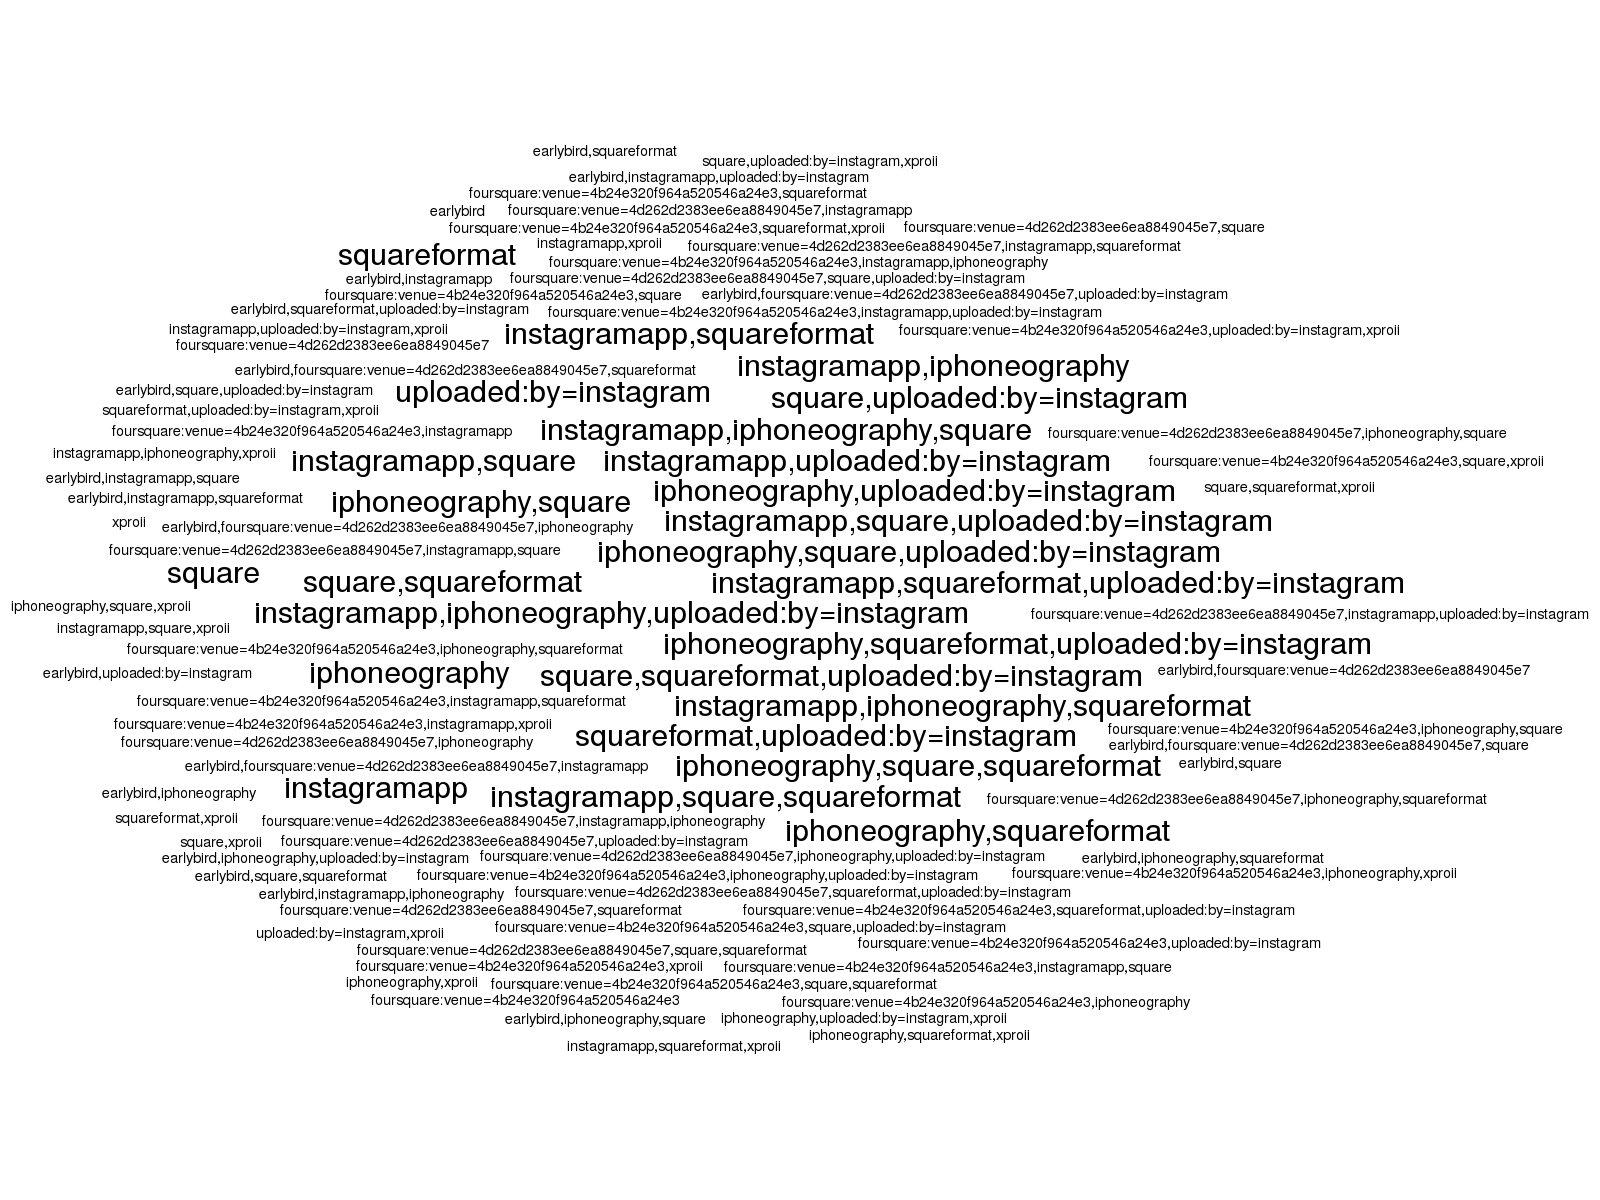 earlybird,squareformat
square,uploaded:by=instagram,xproii
earlybird,instagramapp,uploaded:by=instagram
foursquare:venue=4b24e320f964a520546a24e3,squareformat
earlybird
foursquare:venue=4d262d2383ee6ea8849045e7,instagramapp
foursquare:venue=4b24e320f964a520546a24e3,squareformat,xproii
foursquare:venue=4d262d2383ee6ea8849045e7,square
squareformat
instagramapp,xproii
foursquare:venue=4d262d2383ee6ea8849045e7,instagramapp,squareformat
foursquare:venue=4b24e320f964a520546a24e3,instagramapp,iphoneography
earlybird,instagramapp
foursquare:venue=4d262d2383ee6ea8849045e7,square,uploaded:by=instagram
foursquare:venue=4b24e320f964a520546a24e3,square
earlybird,foursquare:venue=4d262d2383ee6ea8849045e7,uploaded:by=instagram
earlybird,squareformat,uploaded:by=instagram
foursquare:venue=4b24e320f964a520546a24e3,instagramapp,uploaded:by=instagram
instagramapp,uploaded:by=instagram,xproii
instagramapp,squareformat
foursquare:venue=4b24e320f964a520546a24e3,uploaded:by=instagram,xproii
foursquare:venue=4d262d2383ee6ea8849045e7
earlybird,foursquare:venue=4d262d2383ee6ea8849045e7,squareformat
instagramapp,iphoneography
earlybird,square,uploaded:by=instagram
uploaded:by=instagram
square,uploaded:by=instagram
squareformat,uploaded:by=instagram,xproii
foursquare:venue=4b24e320f964a520546a24e3,instagramapp
instagramapp,iphoneography,square
foursquare:venue=4d262d2383ee6ea8849045e7,iphoneography,square
instagramapp,iphoneography,xproii
instagramapp,square
instagramapp,uploaded:by=instagram
foursquare:venue=4b24e320f964a520546a24e3,square,xproii
earlybird,instagramapp,square
earlybird,instagramapp,squareformat
iphoneography,square
iphoneography,uploaded:by=instagram
square,squareformat,xproii
xproii
earlybird,foursquare:venue=4d262d2383ee6ea8849045e7,iphoneography
instagramapp,square,uploaded:by=instagram
foursquare:venue=4d262d2383ee6ea8849045e7,instagramapp,square
iphoneography,square,uploaded:by=instagram
square
square,squareformat
instagramapp,squareformat,uploaded:by=instagram
iphoneography,square,xproii
instagramapp,iphoneography,uploaded:by=instagram
foursquare:venue=4d262d2383ee6ea8849045e7,instagramapp,uploaded:by=instagram
instagramapp,square,xproii
foursquare:venue=4b24e320f964a520546a24e3,iphoneography,squareformat
iphoneography,squareformat,uploaded:by=instagram
earlybird,uploaded:by=instagram
iphoneography
square,squareformat,uploaded:by=instagram
earlybird,foursquare:venue=4d262d2383ee6ea8849045e7
foursquare:venue=4b24e320f964a520546a24e3,instagramapp,squareformat
instagramapp,iphoneography,squareformat
foursquare:venue=4b24e320f964a520546a24e3,instagramapp,xproii
foursquare:venue=4b24e320f964a520546a24e3,iphoneography,square
foursquare:venue=4d262d2383ee6ea8849045e7,iphoneography
squareformat,uploaded:by=instagram
earlybird,foursquare:venue=4d262d2383ee6ea8849045e7,square
earlybird,foursquare:venue=4d262d2383ee6ea8849045e7,instagramapp
iphoneography,square,squareformat
earlybird,square
earlybird,iphoneography
instagramapp
instagramapp,square,squareformat
foursquare:venue=4d262d2383ee6ea8849045e7,iphoneography,squareformat
squareformat,xproii
foursquare:venue=4d262d2383ee6ea8849045e7,instagramapp,iphoneography
iphoneography,squareformat
square,xproii
foursquare:venue=4d262d2383ee6ea8849045e7,uploaded:by=instagram
earlybird,iphoneography,uploaded:by=instagram
foursquare:venue=4d262d2383ee6ea8849045e7,iphoneography,uploaded:by=instagram
earlybird,iphoneography,squareformat
earlybird,square,squareformat
foursquare:venue=4b24e320f964a520546a24e3,iphoneography,uploaded:by=instagram
foursquare:venue=4b24e320f964a520546a24e3,iphoneography,xproii
earlybird,instagramapp,iphoneography
foursquare:venue=4d262d2383ee6ea8849045e7,squareformat,uploaded:by=instagram
foursquare:venue=4d262d2383ee6ea8849045e7,squareformat
foursquare:venue=4b24e320f964a520546a24e3,squareformat,uploaded:by=instagram
uploaded:by=instagram,xproii
foursquare:venue=4b24e320f964a520546a24e3,square,uploaded:by=instagram
foursquare:venue=4b24e320f964a520546a24e3,uploaded:by=instagram
foursquare:venue=4d262d2383ee6ea8849045e7,square,squareformat
foursquare:venue=4b24e320f964a520546a24e3,xproii
foursquare:venue=4b24e320f964a520546a24e3,instagramapp,square
iphoneography,xproii
foursquare:venue=4b24e320f964a520546a24e3,square,squareformat
foursquare:venue=4b24e320f964a520546a24e3
foursquare:venue=4b24e320f964a520546a24e3,iphoneography
earlybird,iphoneography,square
iphoneography,uploaded:by=instagram,xproii
iphoneography,squareformat,xproii
instagramapp,squareformat,xproii